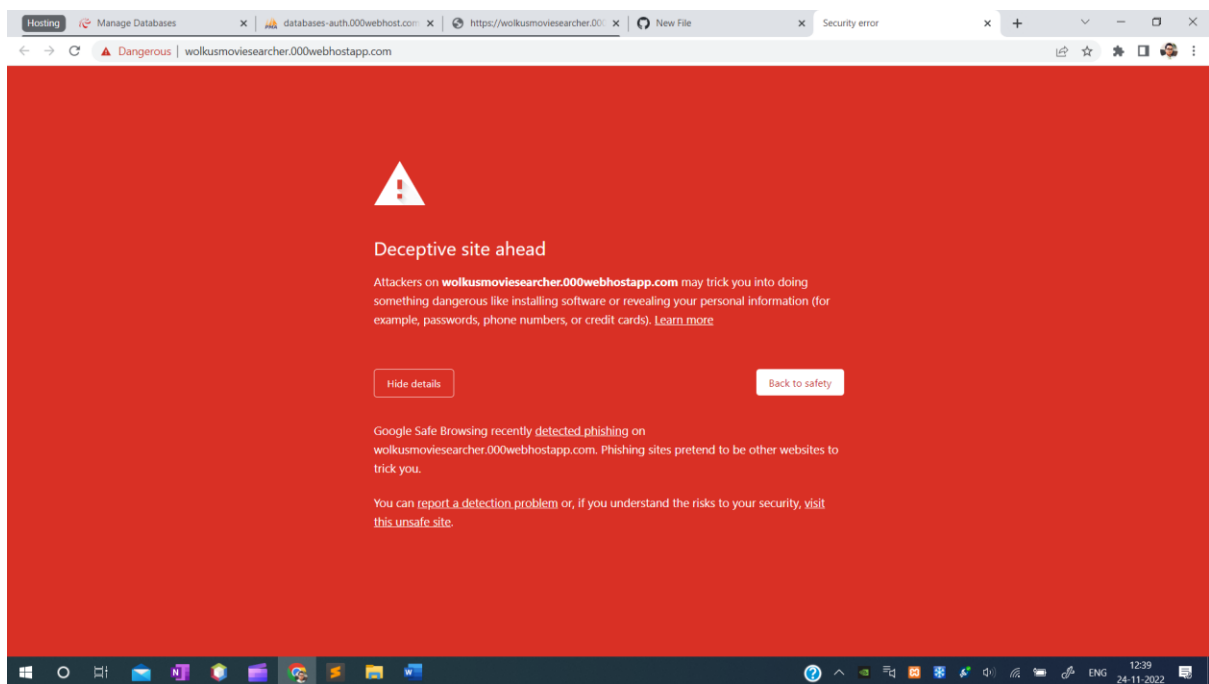 Hosting
Manage Databases
databases-auth.000webhost.com
https://wolkusmoviesearcher.000
New File
Security error
Dangerous
wolkusmoviesearcher.000webhostapp.com
Deceptive site ahead
Attackers on wolkusmoviesearcher.000webhostapp.com may trick you into doing
something dangerous like installing software or revealing your personal information (for
example, passwords, phone numbers, or credit cards). Learn more
Hide details
Back to safety
Google Safe Browsing recently detected phishing on
wolkusmoviesearcher.000webhostapp.com. Phishing sites pretend to be other websites to
trick you.
You can report a detection problem or, if you understand the risks to your security, visit
this unsafe site.
ENG
12:39
24-11-2022